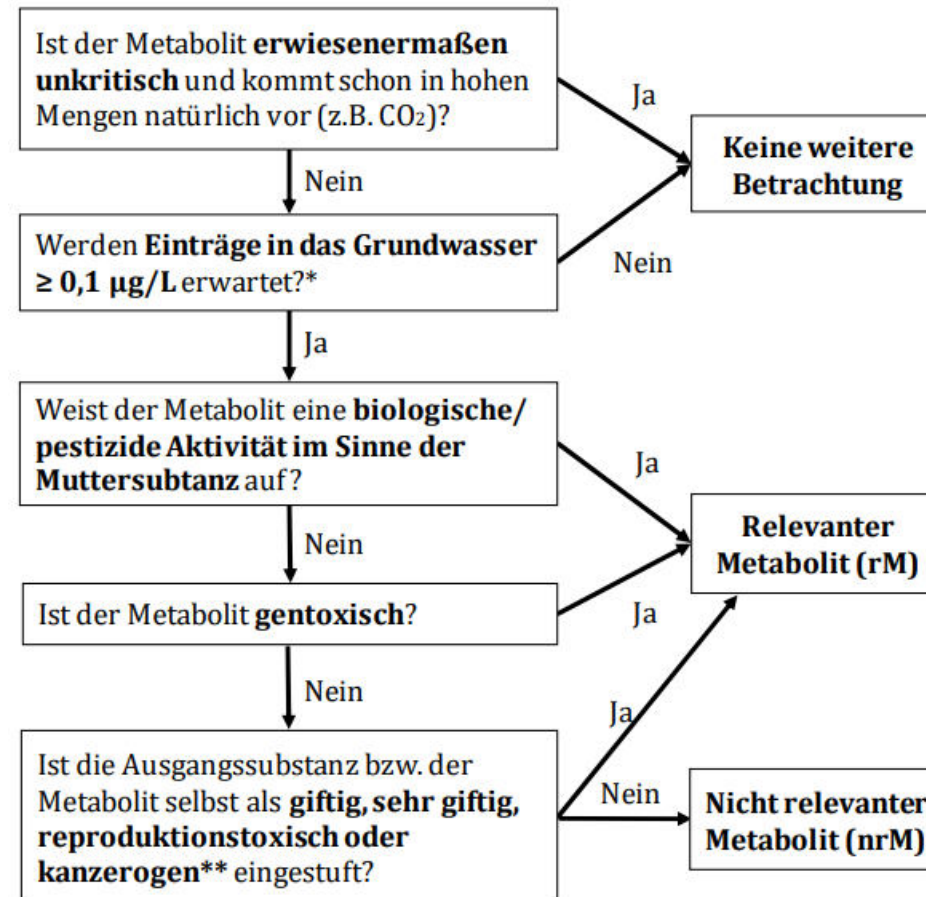 Ist der Metabolit erwiesenermaßen
unkritisch und kommt schon in hohen
Mengen natürlich vor (z.B. CO₂)?
Ja
Keine weitere
Betrachtung
Nein
Werden Einträge in das Grundwasser
≥ 0,1 µg/L erwartet?*
Nein
Ja
Weist der Metabolit eine biologische/
pestizide Aktivität im Sinne der
Muttersubtanz auf?
Ja
Relevanter
Metabolit (rM)
Nein
Ist der Metabolit gentoxisch?
Ja
Nein
Ja
Ist die Ausgangssubstanz bzw. der
Metabolit selbst als giftig, sehr giftig,
reproduktionstoxisch oder
kanzerogen** eingestuft?
Nein
Nicht relevanter
Metabolit (nrM)